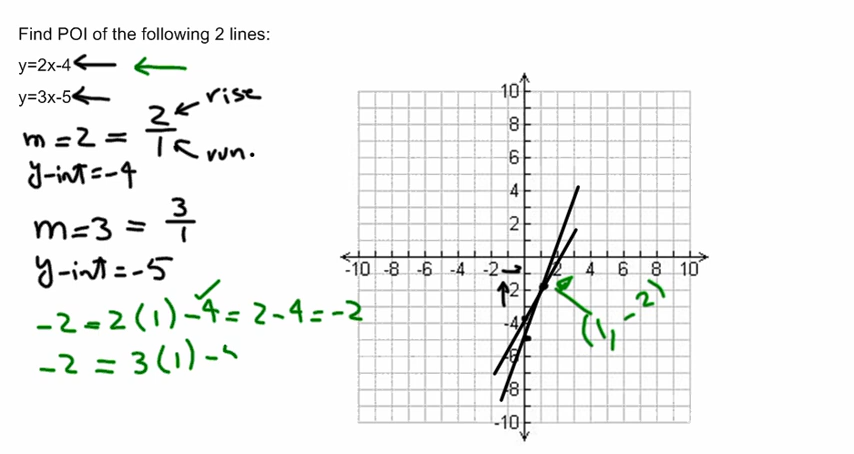 Find POI of the following 2 lines:
y=2x-4
y=3x-5
m=2 = 2/1 rise run.
y-int=-4
m=3 = 3/1
y-int=-5
-2=2(1)-4=2-4=-2
-2 = 3(1)-
(1,-2)
10
8
6
4
2
-10 -8 -6 -4 -2 2 4 6 8 10
-2
-4
-6
-8
-10